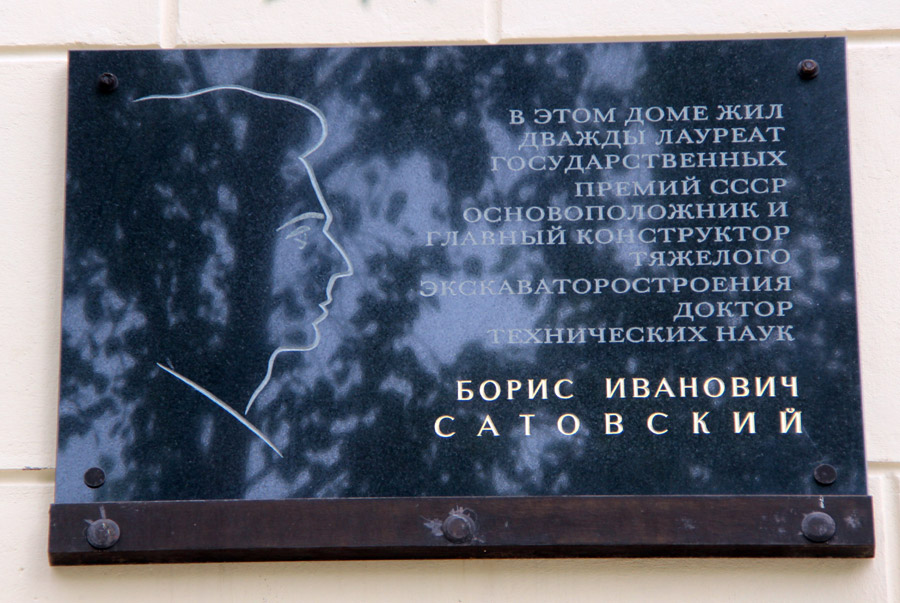 В ЭТОМ ДОМЕ ЖИЛ
ДВАЖДЫ ЛАУРЕАТ
ГОСУДАРСТВЕННЫХ
ПРЕМИЙ СССР
ОСНОВОПОЛОЖНИК И
ГЛАВНЫЙ КОНСТРУКТОР
ТЯЖЕЛОГО
ЭКСКАВАТОРОСТРОЕНИЯ
ДОКТОР
ТЕХНИЧЕСКИХ НАУК
БОРИС ИВАНОВИЧ
САТОВСКИЙ